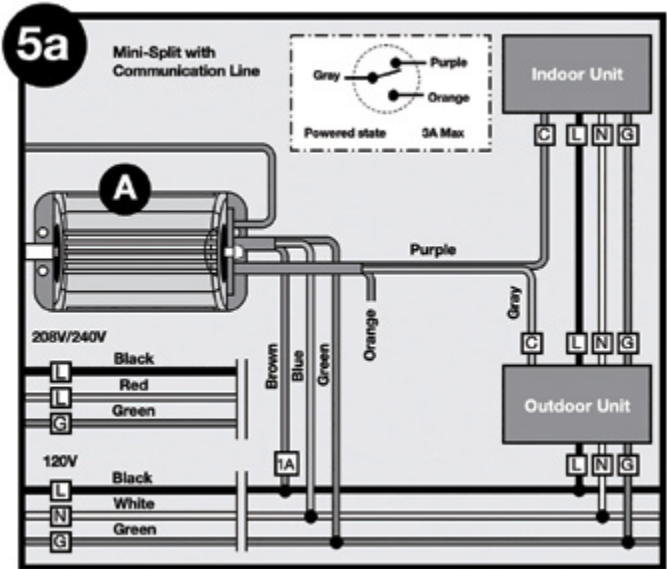 5a
Mini-Split with
Communication Line
Gray
Purple
Orange
Powered state 3A Max
Indoor Unit
C L N G
A
Purple
Gray
Orange
Brown
Blue
Green
C L N G
Outdoor Unit
L N G
208V/240V
L Black
L Red
G Green
1A
120V
L Black
N White
G Green